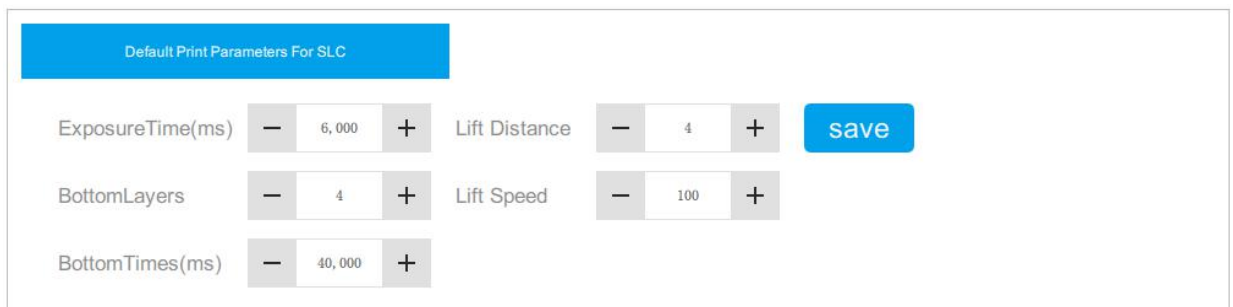 Default Print Parameters For SLC
ExposureTime(ms) − 6,000 + Lift Distance − 4 + save
BottomLayers − 4 + Lift Speed − 100 +
BottomTimes(ms) − 40,000 +